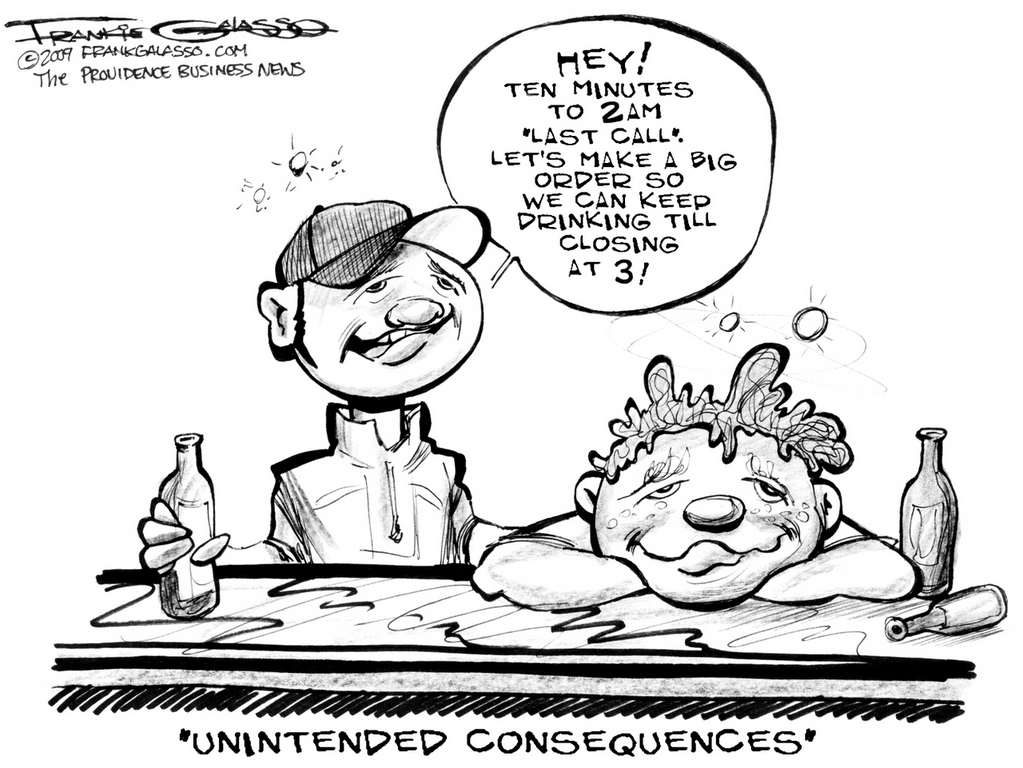 FRANKIE GALASSO
©2009 FRANKGALASSO.COM
THE PROVIDENCE BUSINESS NEWS
HEY!
TEN MINUTES
TO 2AM
"LAST CALL".
LET'S MAKE A BIG
ORDER SO
WE CAN KEEP
DRINKING TILL
CLOSING
AT 3!
"UNINTENDED CONSEQUENCES"